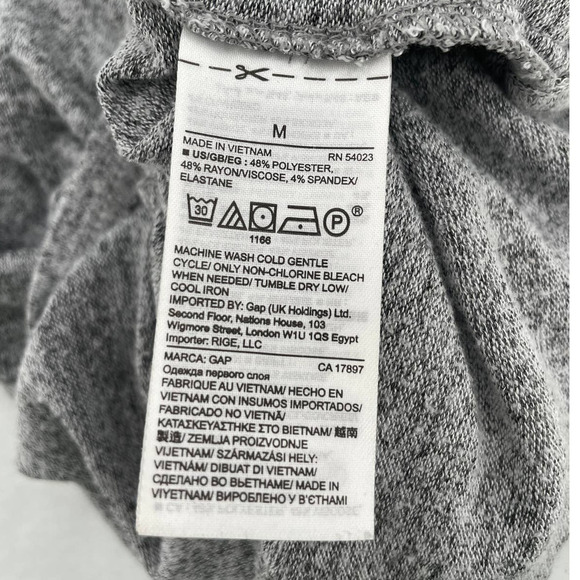 M
MADE IN VIETNAM RN 54023
■ US/GB/EG : 48% POLYESTER,
48% RAYON/VISCOSE, 4% SPANDEX/
ELASTANE
30 P®
1166
MACHINE WASH COLD GENTLE
CYCLE/ ONLY NON-CHLORINE BLEACH
WHEN NEEDED/ TUMBLE DRY LOW/
COOL IRON
IMPORTED BY: Gap (UK Holdings) Ltd.
Second Floor, Nations House, 103
Wigmore Street, London W1U 1QS Egypt
Importer: RIGE, LLC
MARCA: GAP CA 17897
Одежда первого слоя
FABRIQUE AU VIETNAM/ HECHO EN
VIETNAM CON INSUMOS IMPORTADOS/
FABRICADO NO VIETNÃ/
ΚΑΤΑΣΚΕΥΑΣΤΗΚΕ ΣΤΟ ΒΙΕΤΝΑΜ/ 越南
製造/ ZEMLJA PROIZVODNJE
VIJETNAM/ SZÁRMAZÁSI HELY:
VIETNÁM/ DIBUAT DI VIETNAM/
СДЕЛАНО ВО ВЬЕТНАМЕ/ MADE IN
VIYETNAM/ ВИРОБЛЕНО У В'ЄТНАМІ